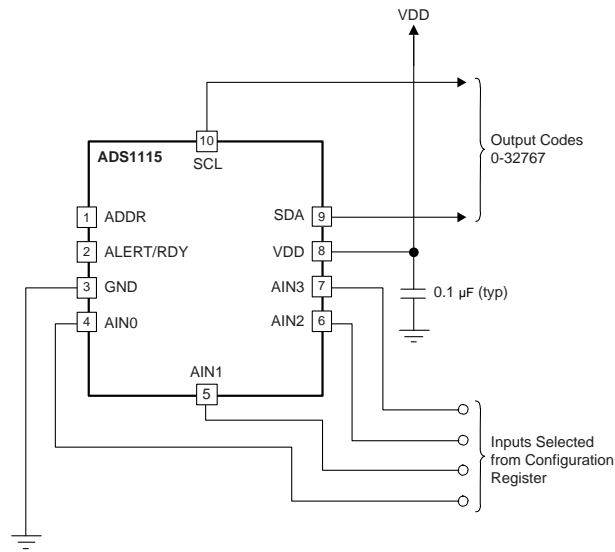 VDD
10
ADS1115
SCL
Output Codes
0-32767
1 ADDR
SDA 9
2 ALERT/RDY
VDD 8
3 GND
AIN3 7
0.1 μF (typ)
4 AIN0
AIN2 6
AIN1
5
Inputs Selected
from Configuration
Register